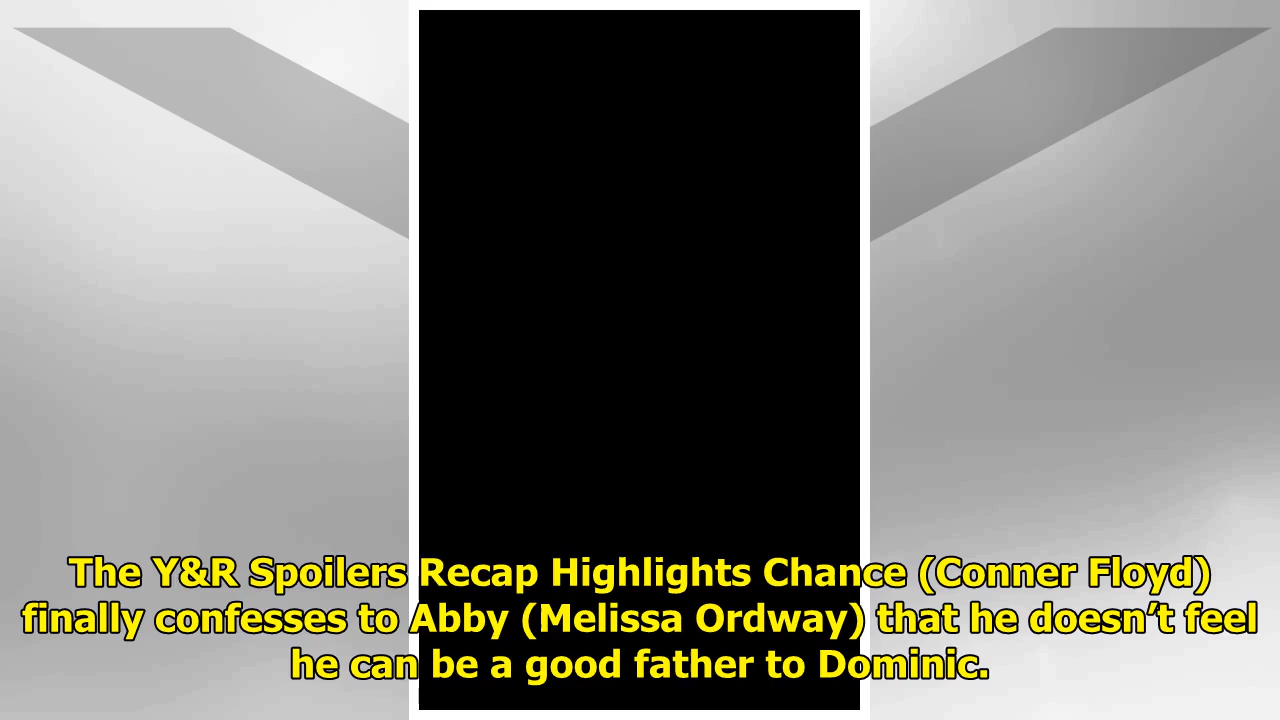 The Y&R Spoilers Recap Highlights Chance (Conner Floyd)
finally confesses to Abby (Melissa Ordway) that he doesn’t feel
he can be a good father to Dominic.